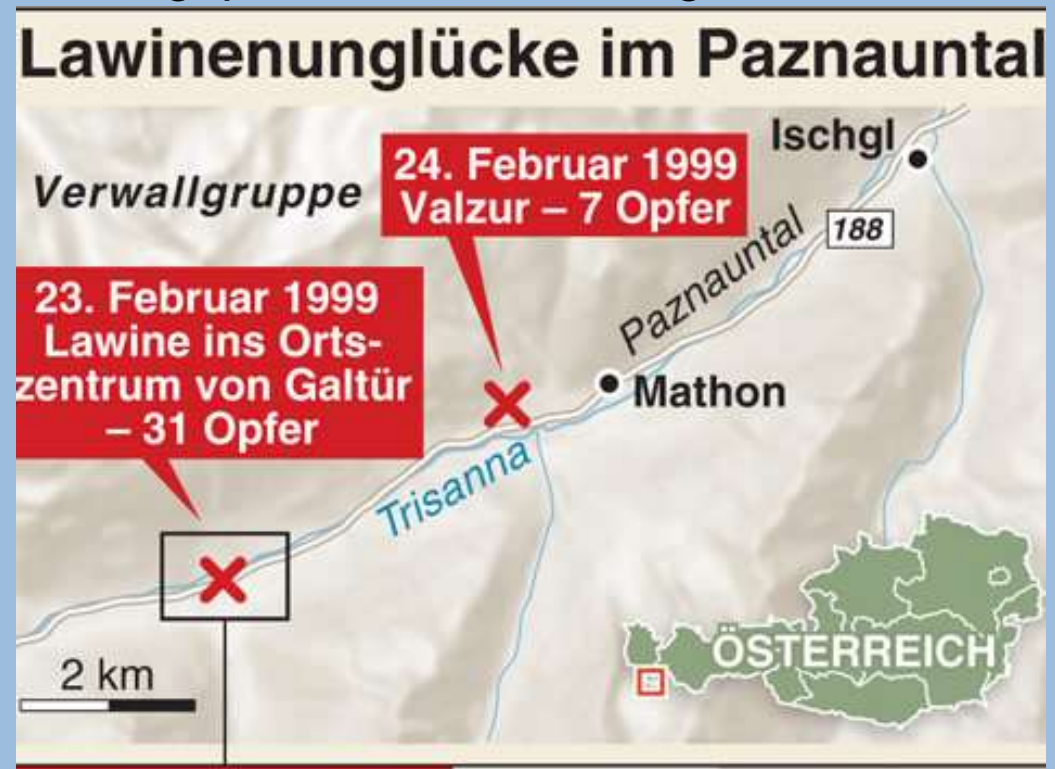 Lawinenunglücke im Paznauntal
Ischgl
24. Februar 1999
Valzur – 7 Opfer
Verwallgruppe
188
Paznauntal
23. Februar 1999
Lawine ins Orts-
zentrum von Galtür
– 31 Opfer
Mathon
Trisanna
2 km
ÖSTERREICH